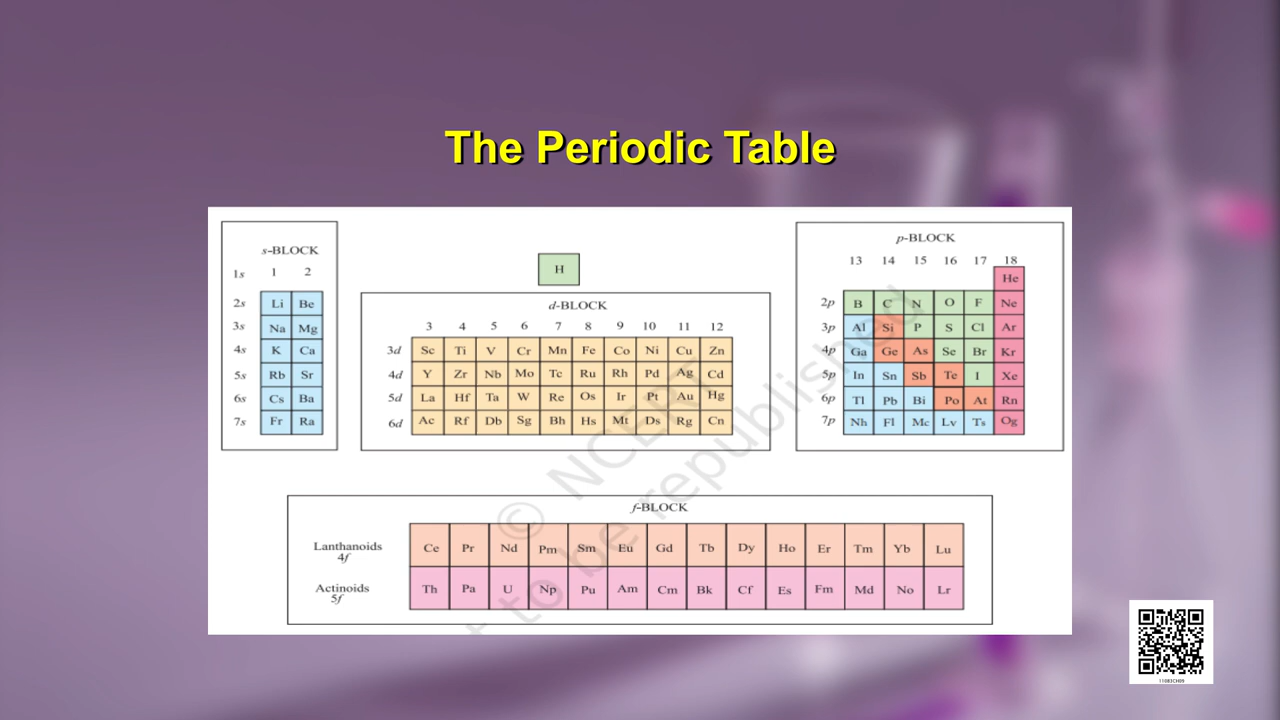 The Periodic Table
s-BLOCK
1s 1 2
2s Li Be
3s Na Mg
4s K Ca
5s Rb Sr
6s Cs Ba
7s Fr Ra
H
d-BLOCK
3 4 5 6 7 8 9 10 11 12
3d Sc Ti V Cr Mn Fe Co Ni Cu Zn
4d Y Zr Nb Mo Tc Ru Rh Pd Ag Cd
5d La Hf Ta W Re Os Ir Pt Au Hg
6d Ac Rf Db Sg Bh Hs Mt Ds Rg Cn
p-BLOCK
13 14 15 16 17 18
He
2p B C N O F Ne
3p Al Si P S Cl Ar
4p Ga Ge As Se Br Kr
5p In Sn Sb Te I Xe
6p Tl Pb Bi Po At Rn
7p Nh Fl Mc Lv Ts Og
f-BLOCK
Lanthanoids
4f
Ce Pr Nd Pm Sm Eu Gd Tb Dy Ho Er Tm Yb Lu
Actinoids
5f
Th Pa U Np Pu Am Cm Bk Cf Es Fm Md No Lr
© NCERT
to be republished
11083CH09